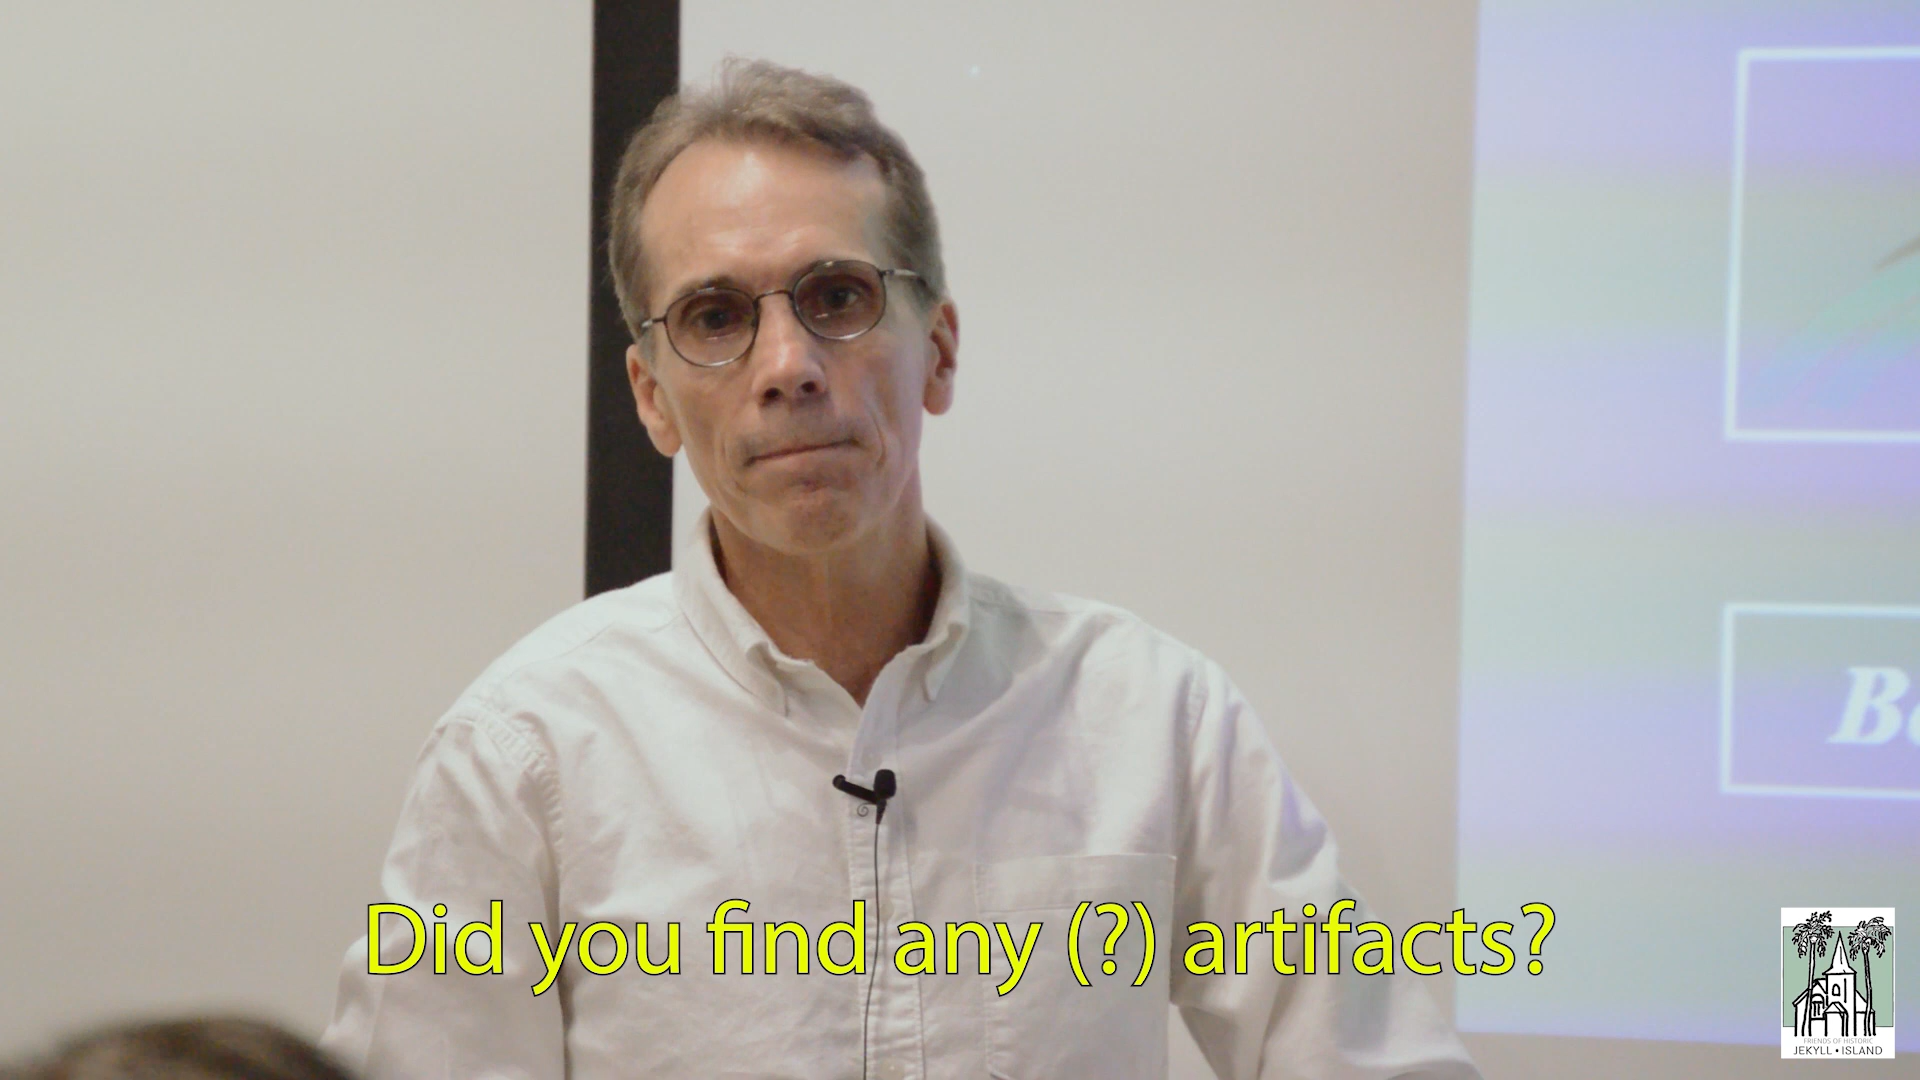 Did you find any (?) artifacts?
FRIENDS OF HISTORIC
JEKYLL • ISLAND